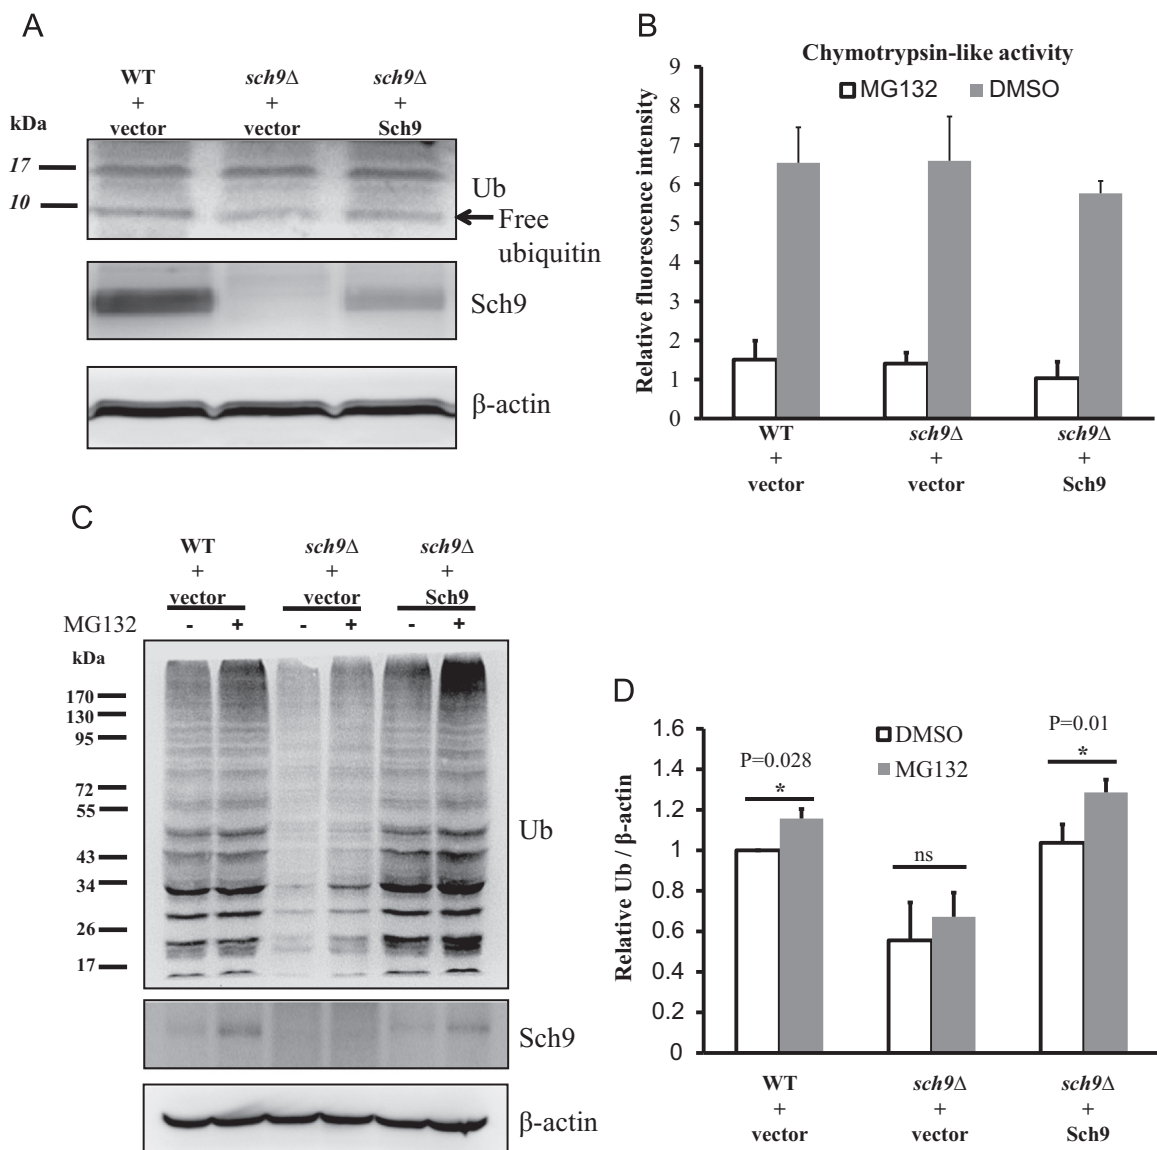 A
WT
+
vector
sch9Δ
+
vector
sch9Δ
+
Sch9
kDa
17
10
Ub
Free
ubiquitin
Sch9
β-actin
B
Chymotrypsin-like activity
MG132 DMSO
Relative fluorescence intensity
9
8
7
6
5
4
3
2
1
0
WT
+
vector
sch9Δ
+
vector
sch9Δ
+
Sch9
C
WT
+
vector
sch9Δ
+
vector
sch9Δ
+
Sch9
MG132 - + - + - +
kDa
170
130
95
72
55
43
34
26
17
Ub
Sch9
β-actin
D
Relative Ub / β-actin
1.6
1.4
1.2
1
0.8
0.6
0.4
0.2
0
DMSO
MG132
P=0.028
*
ns
P=0.01
*
WT
+
vector
sch9Δ
+
vector
sch9Δ
+
Sch9